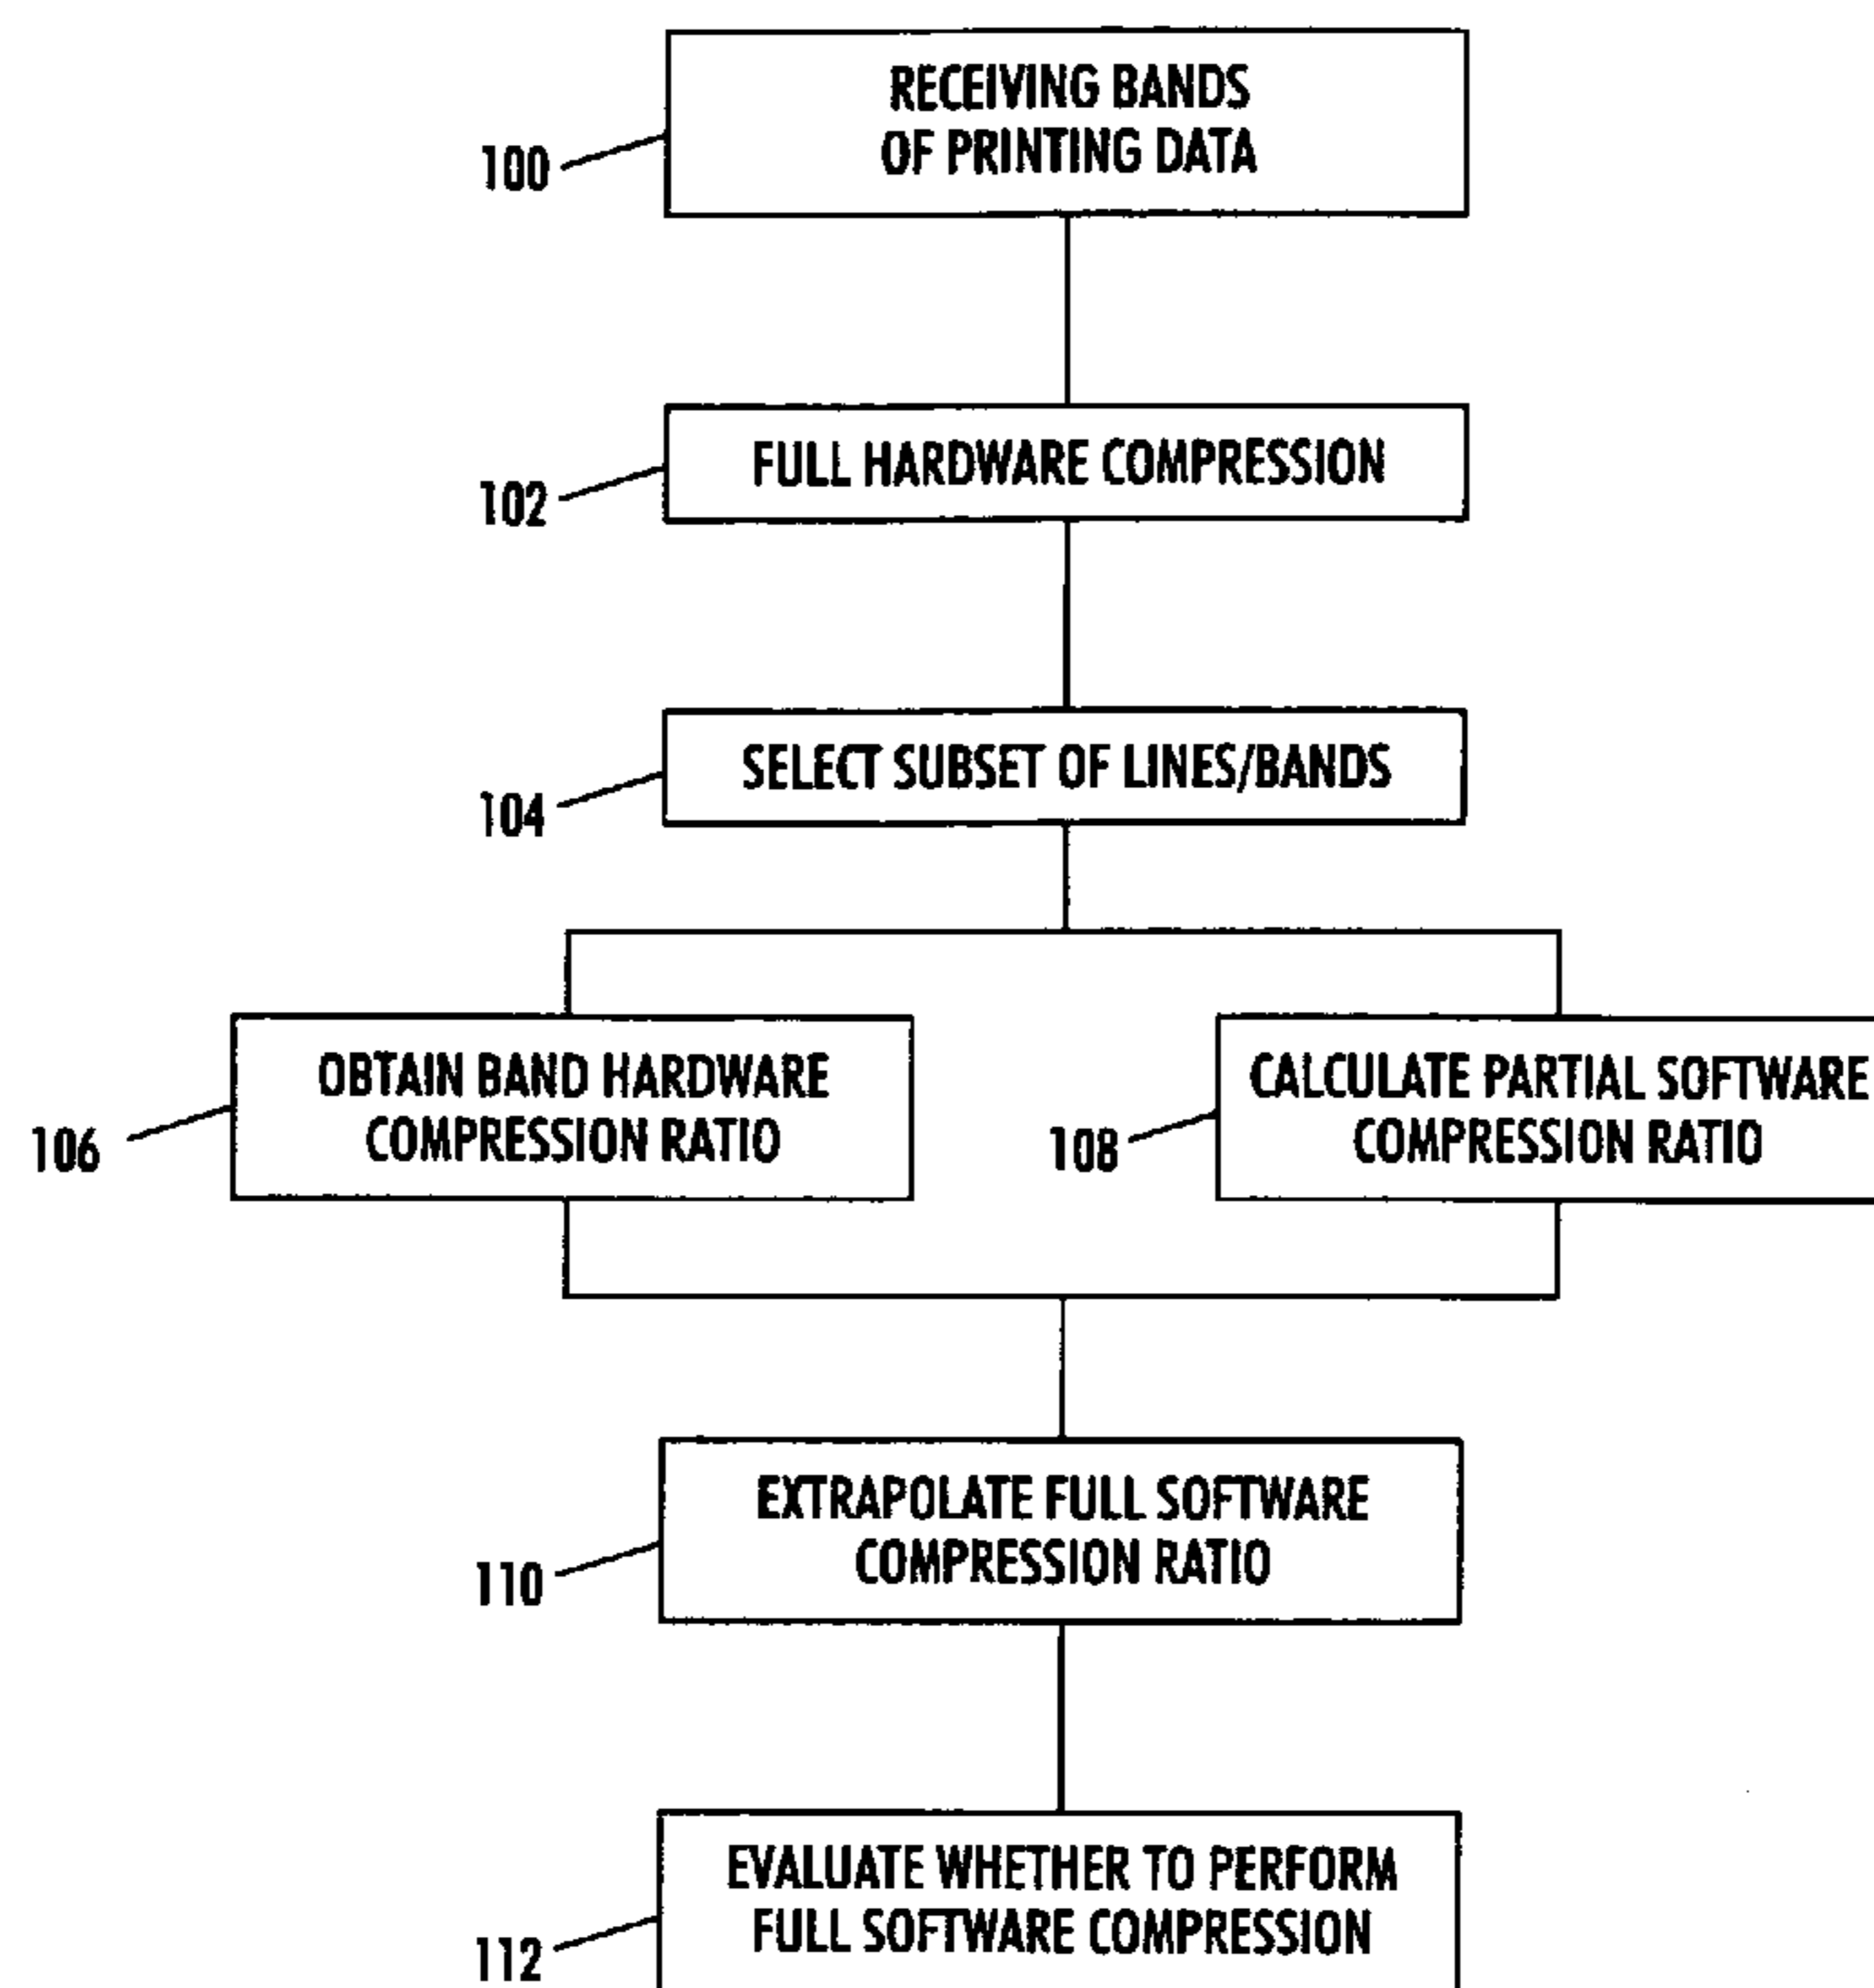 RECEIVING BANDS
OF PRINTING DATA
100
FULL HARDWARE COMPRESSION
102
SELECT SUBSET OF LINES/BANDS
104
OBTAIN BAND HARDWARE
COMPRESSION RATIO
106
CALCULATE PARTIAL SOFTWARE
COMPRESSION RATIO
108
EXTRAPOLATE FULL SOFTWARE
COMPRESSION RATIO
110
EVALUATE WHETHER TO PERFORM
FULL SOFTWARE COMPRESSION
112